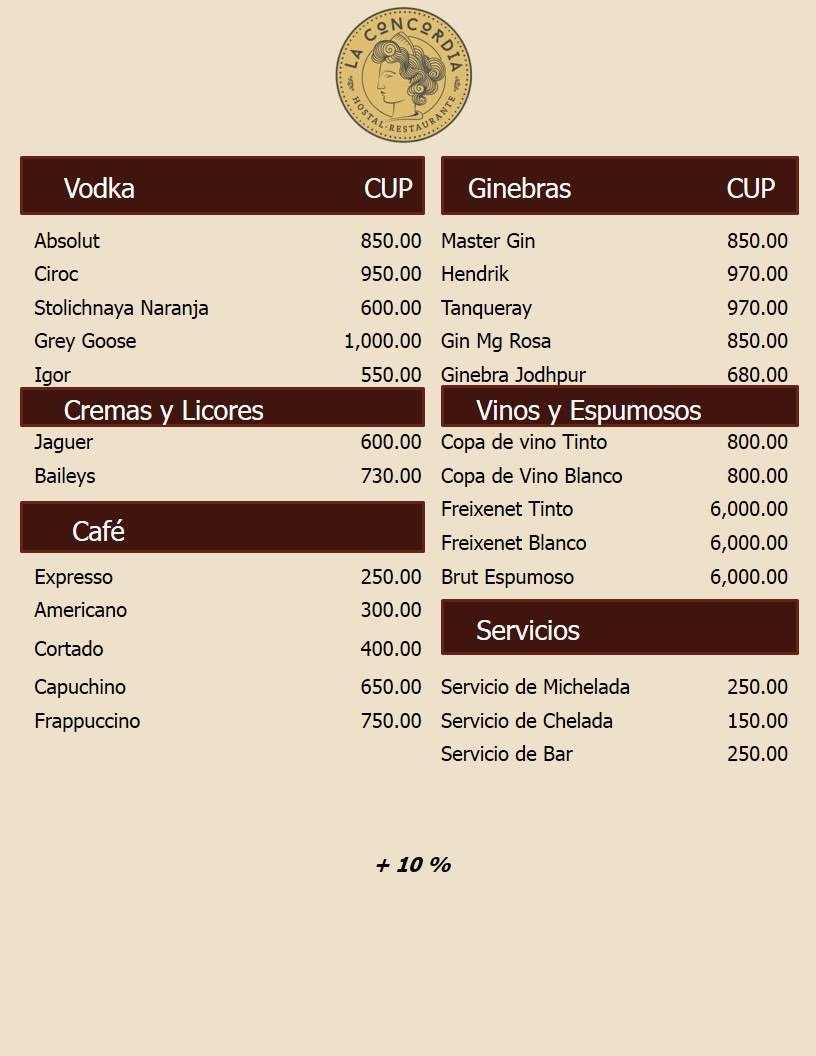 LA CONCORDIA
HOSTAL-RESTAURANTE
Vodka CUP
Absolut 850.00
Ciroc 950.00
Stolichnaya Naranja 600.00
Grey Goose 1,000.00
Igor 550.00
Cremas y Licores
Jaguer 600.00
Baileys 730.00
Café
Expresso 250.00
Americano 300.00
Cortado 400.00
Capuchino 650.00
Frappuccino 750.00
Ginebras CUP
Master Gin 850.00
Hendrik 970.00
Tanqueray 970.00
Gin Mg Rosa 850.00
Ginebra Jodhpur 680.00
Vinos y Espumosos
Copa de vino Tinto 800.00
Copa de Vino Blanco 800.00
Freixenet Tinto 6,000.00
Freixenet Blanco 6,000.00
Brut Espumoso 6,000.00
Servicios
Servicio de Michelada 250.00
Servicio de Chelada 150.00
Servicio de Bar 250.00
+ 10 %